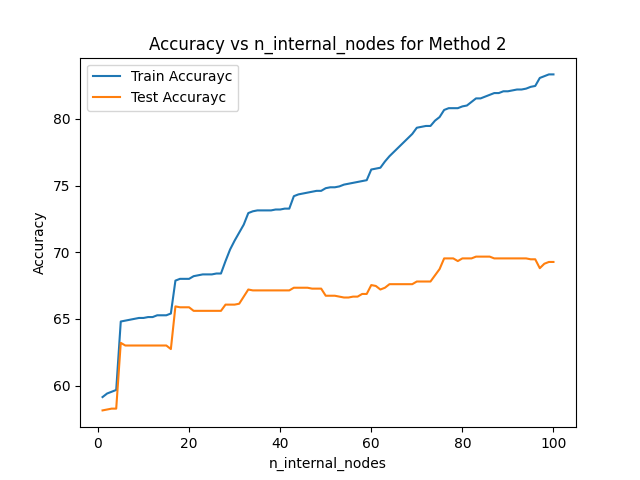 Accuracy vs n_internal_nodes for Method 2
Train Accurayc
Test Accurayc
Accuracy
80
75
70
65
60
0 20 40 60 80 100
n_internal_nodes